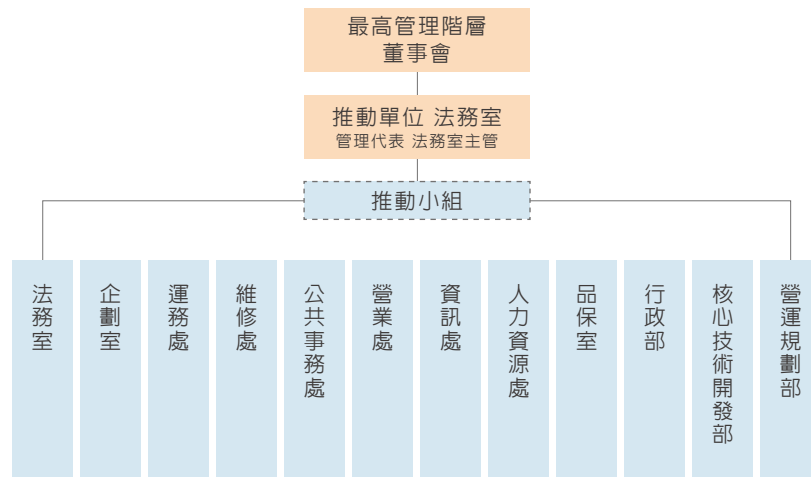 最高管理階層
董事會
推動單位 法務室
管理代表 法務室主管
推動小組
法務室
企劃室
運務處
維修處
公共事務處
營業處
資訊處
人力資源處
品保室
行政部
核心技術開發部
營運規劃部